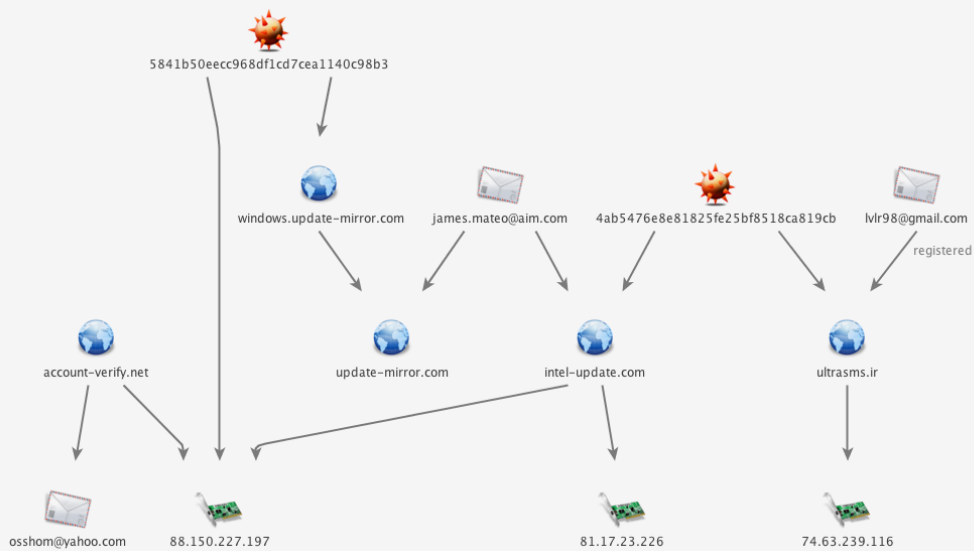 5841b50eecc968df1cd7cea1140c98b3
windows.update-mirror.com
james.mateo@aim.com
4ab5476e8e81825fe25bf8518ca819cb
lvlr98@gmail.com
registered
account-verify.net
update-mirror.com
intel-update.com
ultrasms.ir
osshom@yahoo.com
88.150.227.197
81.17.23.226
74.63.239.116